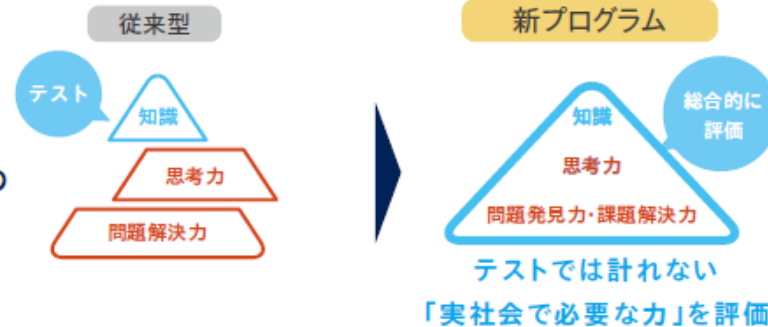 従来型
テスト
知識
思考力
問題解決力
新プログラム
総合的に
評価
知識
思考力
問題発見力・課題解決力
テストでは計れない
「実社会で必要な力」を評価